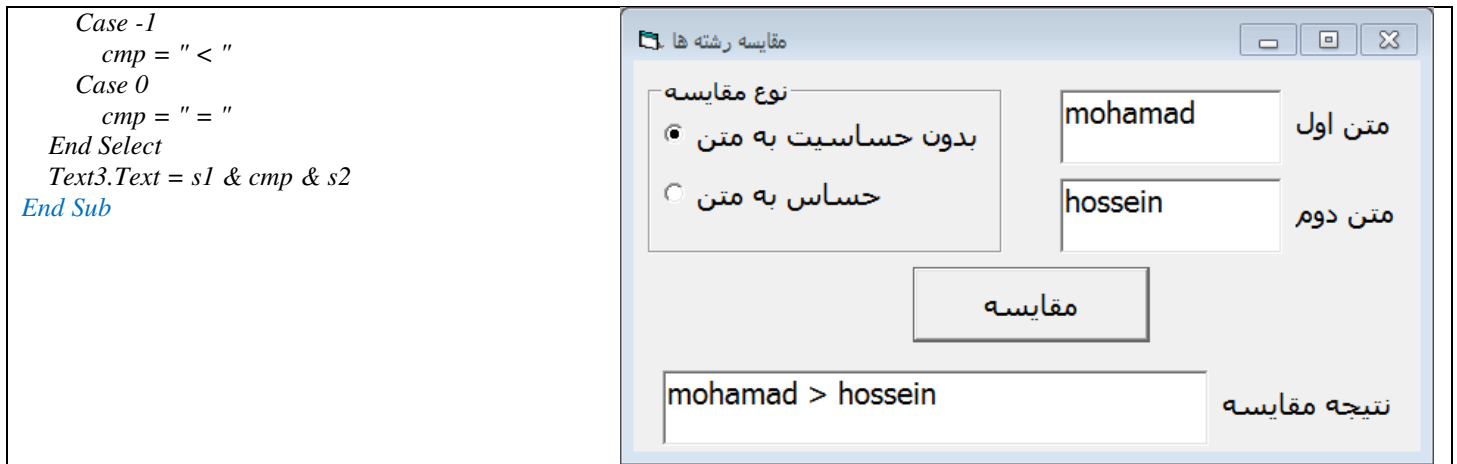 Case -1
cmp = " < "
Case 0
cmp = " = "
End Select
Text3.Text = s1 & cmp & s2
End Sub
مقایسه رشته ها
نوع مقایسه
بدون حساسیت به متن
حساس به متن
متن اول
mohamad
متن دوم
hossein
مقایسه
نتیجه مقایسه
mohamad > hossein